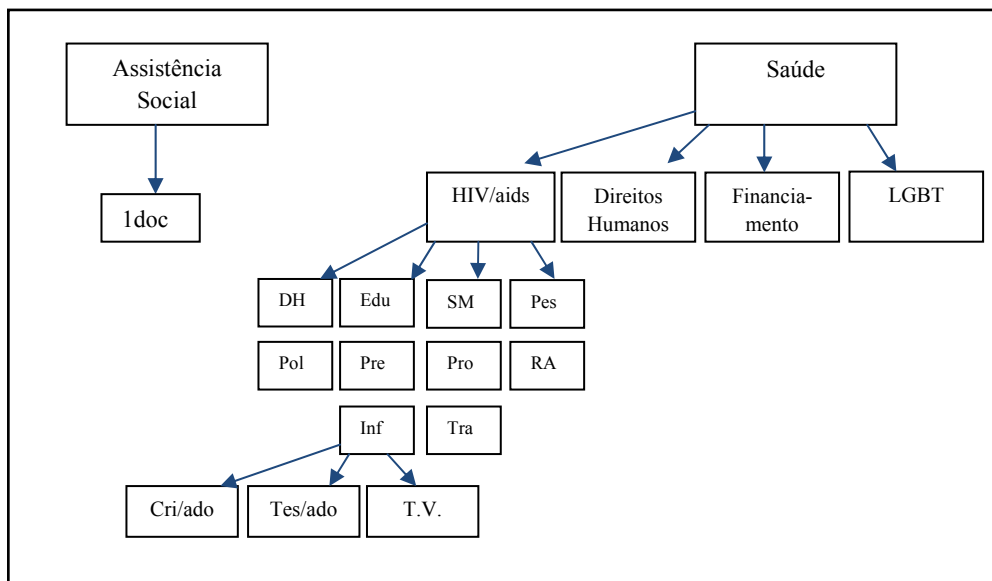 Assistência
Social
Saúde
1doc
HIV/aids
Direitos
Humanos
Financia-
mento
LGBT
DH
Edu
SM
Pes
Pol
Pre
Pro
RA
Inf
Tra
Cri/ado
Tes/ado
T.V.